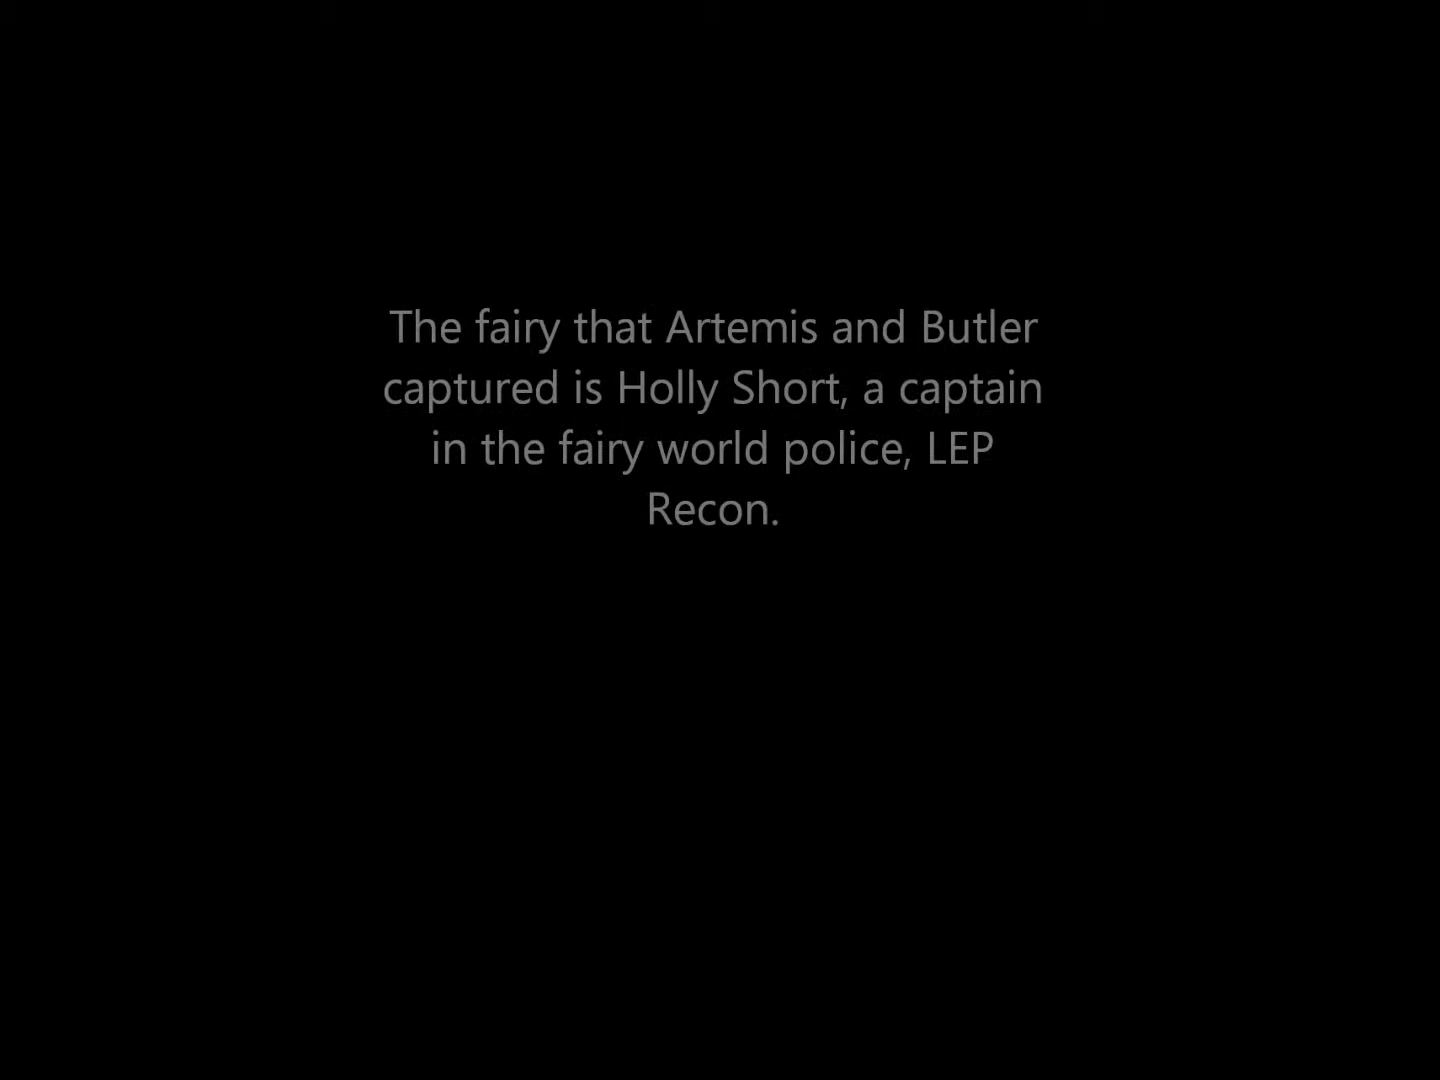 The fairy that Artemis and Butler
captured is Holly Short, a captain
in the fairy world police, LEP
Recon.